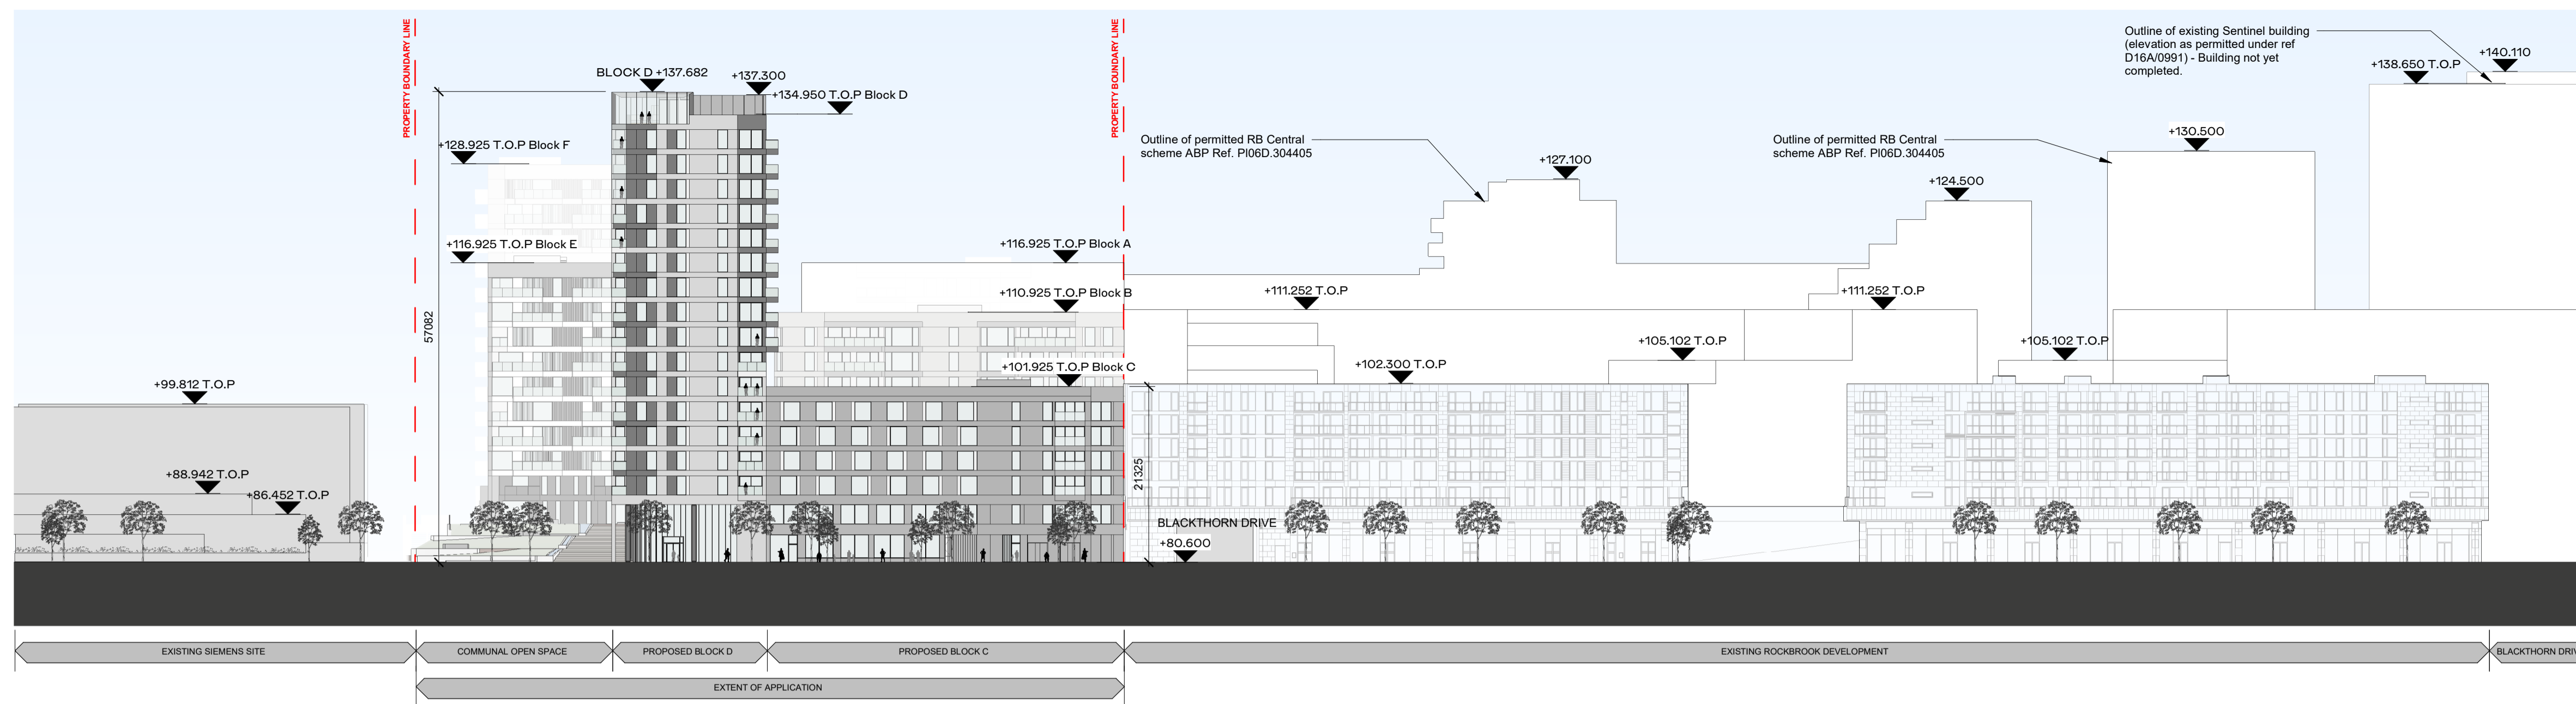 PROPERTY BOUNDARY LINE
PROPERTY BOUNDARY LINE
Outline of existing Sentinel building
(elevation as permitted under ref
D16A/0991) - Building not yet
completed.
+140.110
+138.650 T.O.P
BLOCK D +137.682
+137.300
+134.950 T.O.P Block D
+128.925 T.O.P Block F
Outline of permitted RB Central
scheme ABP Ref. PI06D.304405
+127.100
Outline of permitted RB Central
scheme ABP Ref. PI06D.304405
+130.500
+124.500
+116.925 T.O.P Block E
+116.925 T.O.P Block A
+110.925 T.O.P Block B
+111.252 T.O.P
+111.252 T.O.P
57082
+105.102 T.O.P
+105.102 T.O.P
+101.925 T.O.P Block C
+102.300 T.O.P
+99.812 T.O.P
+88.942 T.O.P
+86.452 T.O.P
21325
BLACKTHORN DRIVE
+80.600
EXISTING SIEMENS SITE
COMMUNAL OPEN SPACE
PROPOSED BLOCK D
PROPOSED BLOCK C
EXISTING ROCKBROOK DEVELOPMENT
BLACKTHORN DRIV
EXTENT OF APPLICATION